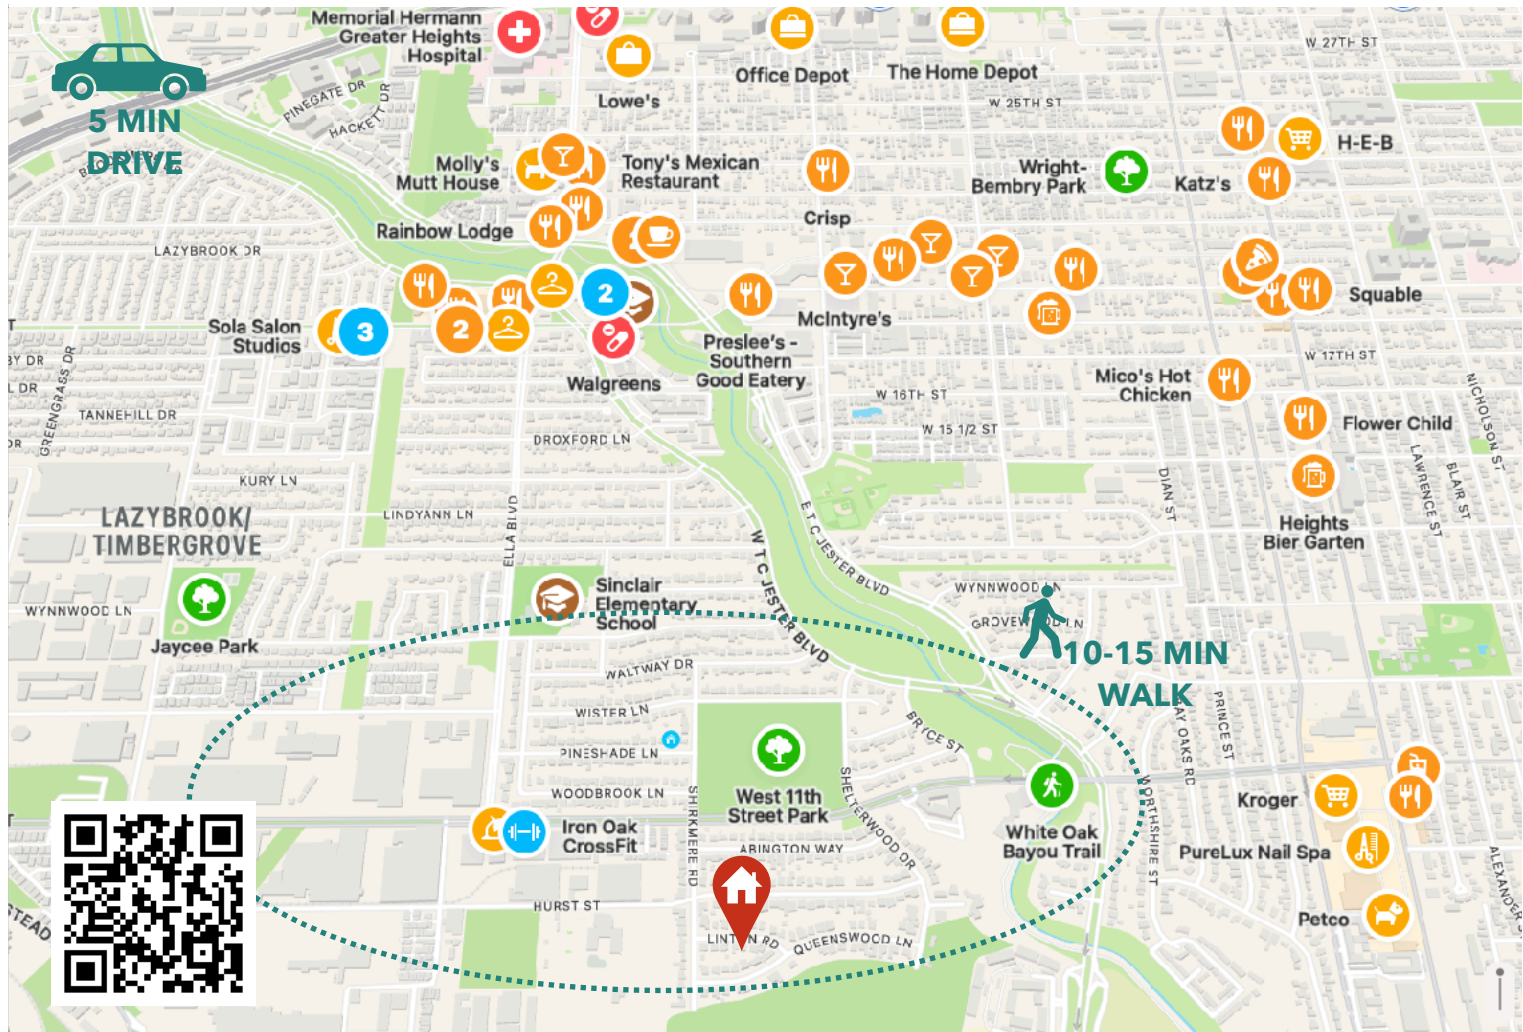 Memorial Hermann
Greater Heights
Hospital
Lowe's
Office Depot
The Home Depot
W 27TH ST
W 25TH ST
5 MIN
DRIVE
PINEGATE DR
HACKETT DR
Molly's
Mutt House
Tony's Mexican
Restaurant
Crisp
Wright-
Bembry Park
Katz's
H-E-B
Rainbow Lodge
LAZYBROOK DR
Sola Salon
Studios
3
2
2
Walgreens
Preslee's -
Southern
Good Eatery
McIntyre's
Squable
W 17TH ST
Mico's Hot
Chicken
Flower Child
W 16TH ST
W 15 1/2 ST
NICHOLSON ST
BY DR
L DR
DR
GREENGRASS DR
TANNEHILL DR
DROXFORD LN
KURY LN
LINDYANN LN
ELLA BLVD
LAZYBROOK/
TIMBERGROVE
Heights
Bier Garten
DIAN ST
LAWRENCE ST
BLAIR ST
W T C JESTER BLVD
E T C JESTER BLVD
WYNNWOOD LN
WYNNWOOD LN
Jaycee Park
Sinclair
Elementary
School
10-15 MIN
WALK
WALTWAY DR
WISTER LN
PINESHADE LN
WOODBROOK LN
BRYCE ST
PRINCE ST
West 11th
Street Park
SHELTERWOOD DR
SHIRKMERE RD
White Oak
Bayou Trail
WORTHSHIRE ST
Kroger
PureLux Nail Spa
Petco
Iron Oak
CrossFit
ABINGTON WAY
HURST ST
QUEENSWOOD LN